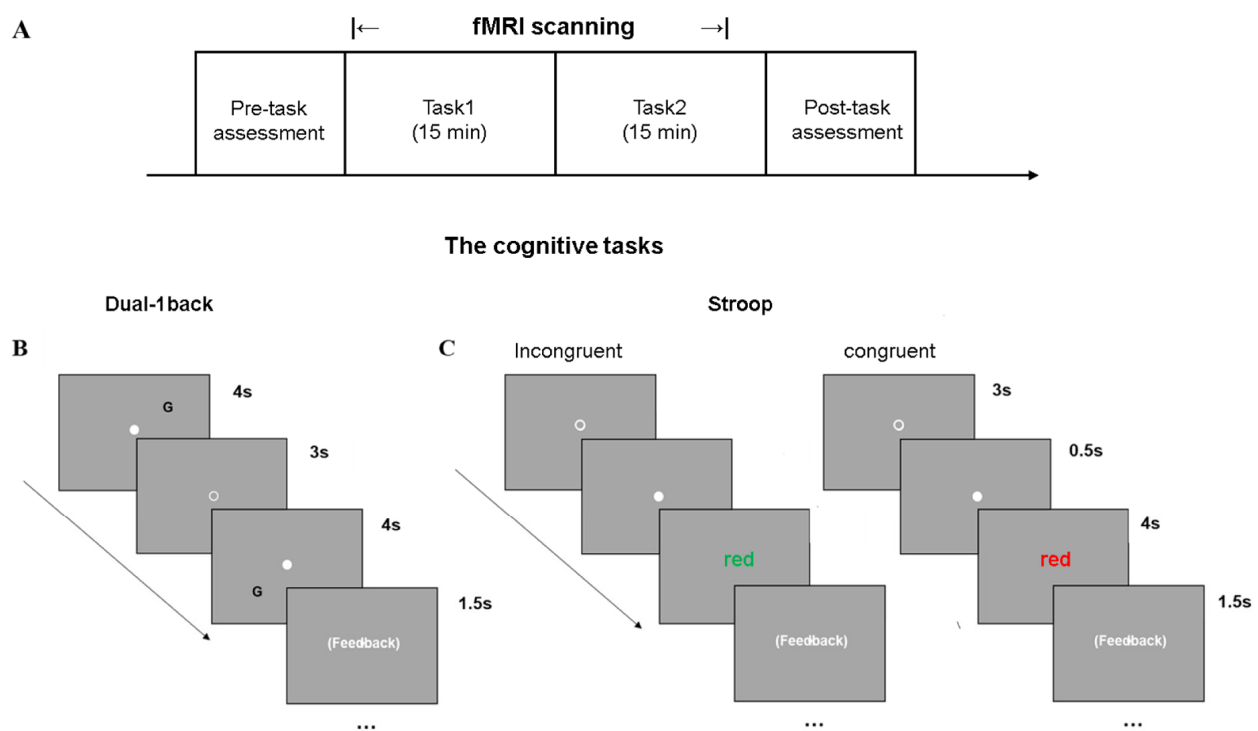 A
|← fMRI scanning →|
Pre-task
assessment
Task1
(15 min)
Task2
(15 min)
Post-task
assessment
The cognitive tasks
Dual-1back
B
G
4s
3s
G
4s
(Feedback)
1.5s
...
Stroop
C
Incongruent
red
(Feedback)
...
congruent
3s
0.5s
red
4s
(Feedback)
1.5s
...